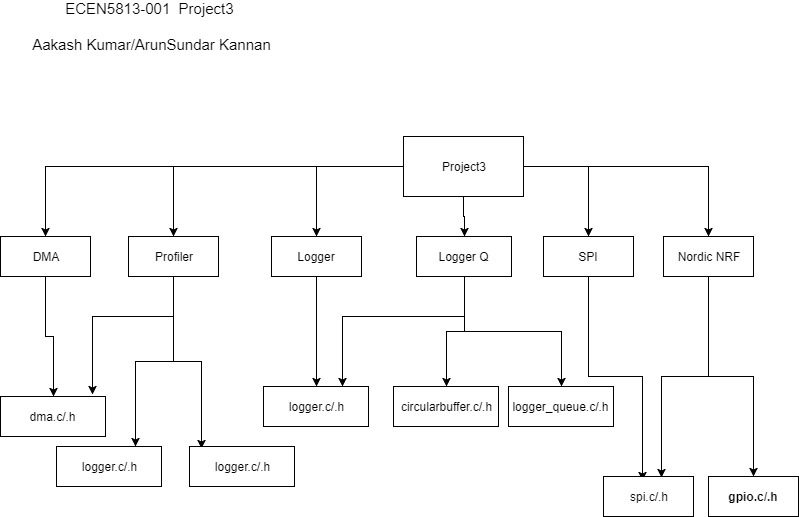 ECEN5813-001 Project3
Aakash Kumar/ArunSundar Kannan
Project3
DMA
Profiler
Logger
Logger Q
SPI
Nordic NRF
dma.c/.h
logger.c/.h
circularbuffer.c/.h
logger_queue.c/.h
logger.c/.h
logger.c/.h
spi.c/.h
gpio.c/.h